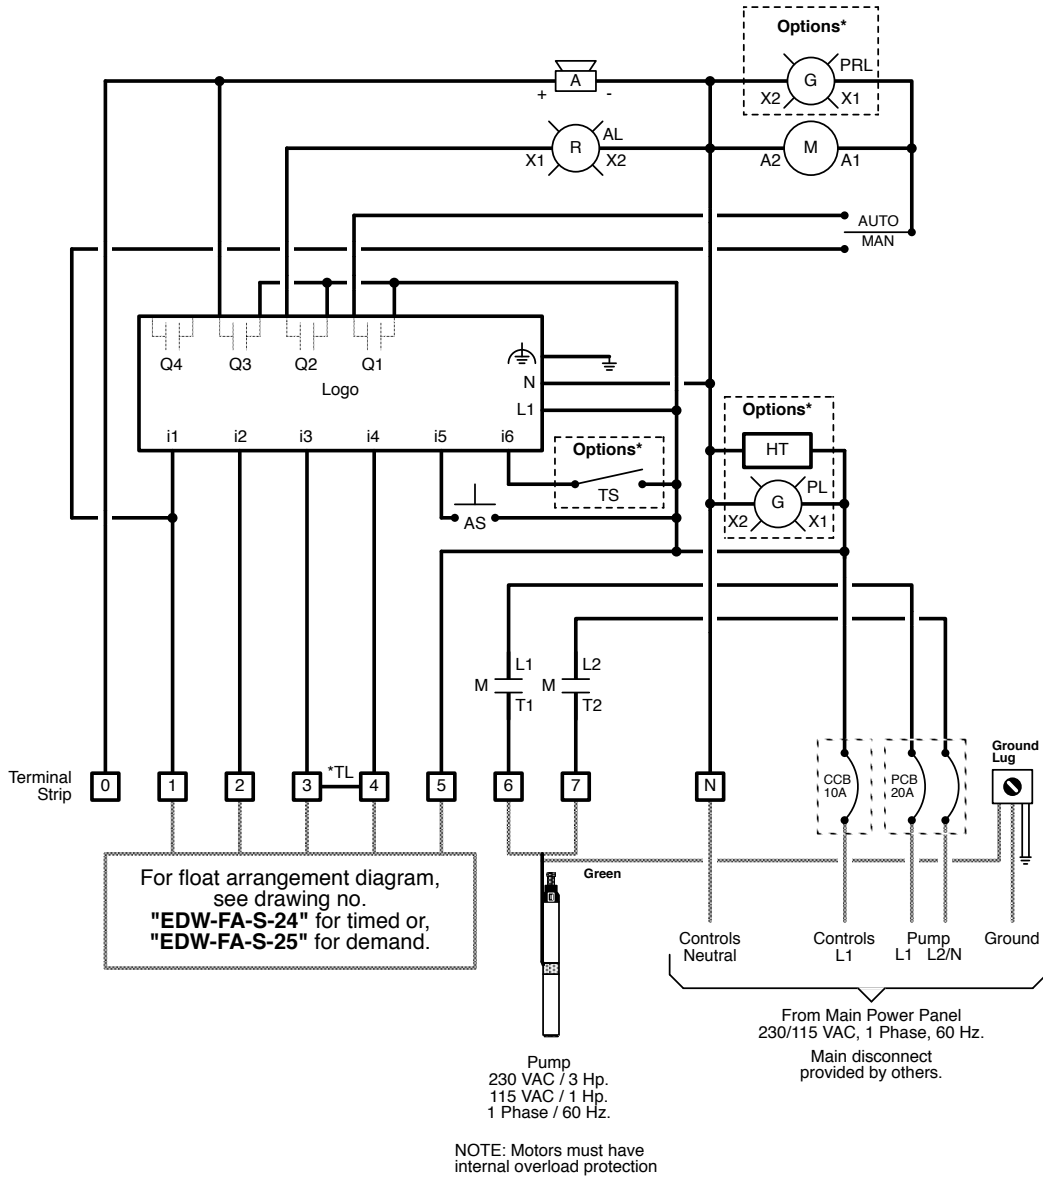 Options*
A
+ -
G
PRL
X2 X1
R
AL
X1 X2
M
A2 A1
AUTO
MAN
Q4 Q3 Q2 Q1
Logo
N
L1
i1 i2 i3 i4 i5 i6
Options*
TS
AS
Options*
HT
G
PL
X2 X1
L1 L2
M M
T1 T2
Terminal
Strip
0 1 2 3 *TL 4 5 6 7 N
CCB
10A
PCB
20A
Ground
Lug
For float arrangement diagram,
see drawing no.
"EDW-FA-S-24" for timed or,
"EDW-FA-S-25" for demand.
Green
Controls
Neutral
Controls
L1
Pump
L1 L2/N
Ground
From Main Power Panel
230/115 VAC, 1 Phase, 60 Hz.
Main disconnect
provided by others.
Pump
230 VAC / 3 Hp.
115 VAC / 1 Hp.
1 Phase / 60 Hz.
NOTE: Motors must have
internal overload protection